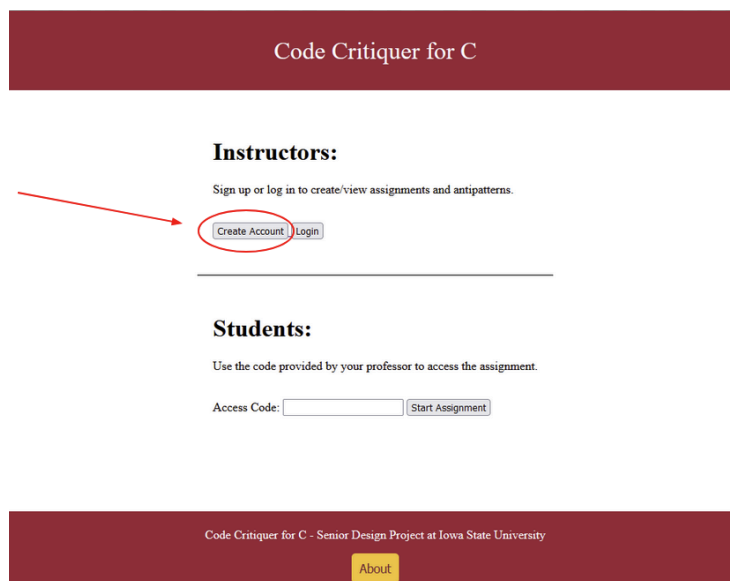 Code Critiquer for C
Instructors:
Sign up or log in to create/view assignments and antipatterns.
Create Account Login
Students:
Use the code provided by your professor to access the assignment.
Access Code: Start Assignment
Code Critiquer for C - Senior Design Project at Iowa State University
About